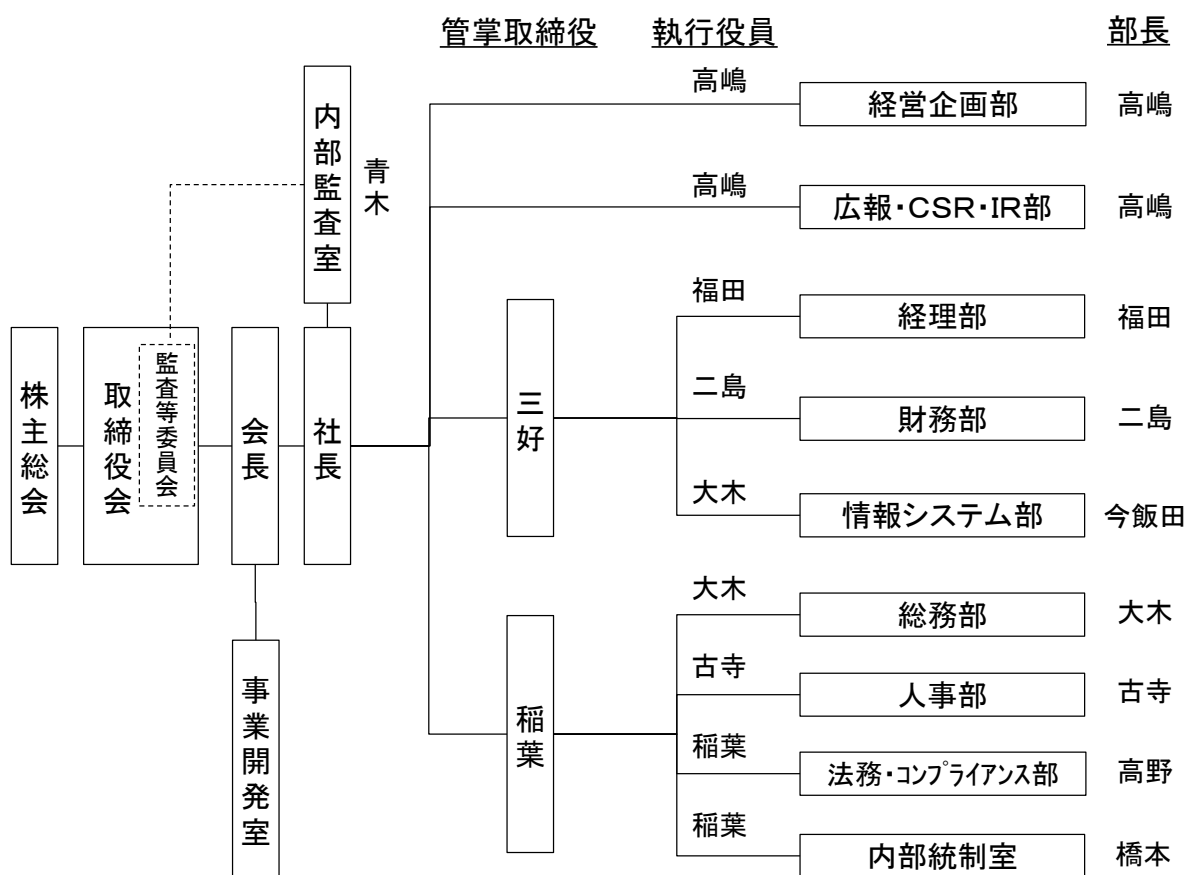 管掌取締役 執行役員 部長
高嶋 経営企画部 高嶋
内部監査室
青木
高嶋 広報・CSR・IR部 高嶋
福田 経理部 福田
株主総会
取締役会
監査等委員会
会長
社長
三好
二島 財務部 二島
大木 情報システム部 今飯田
事業開発室
稲葉
大木 総務部 大木
古寺 人事部 古寺
稲葉 法務・コンプライアンス部 高野
稲葉 内部統制室 橋本